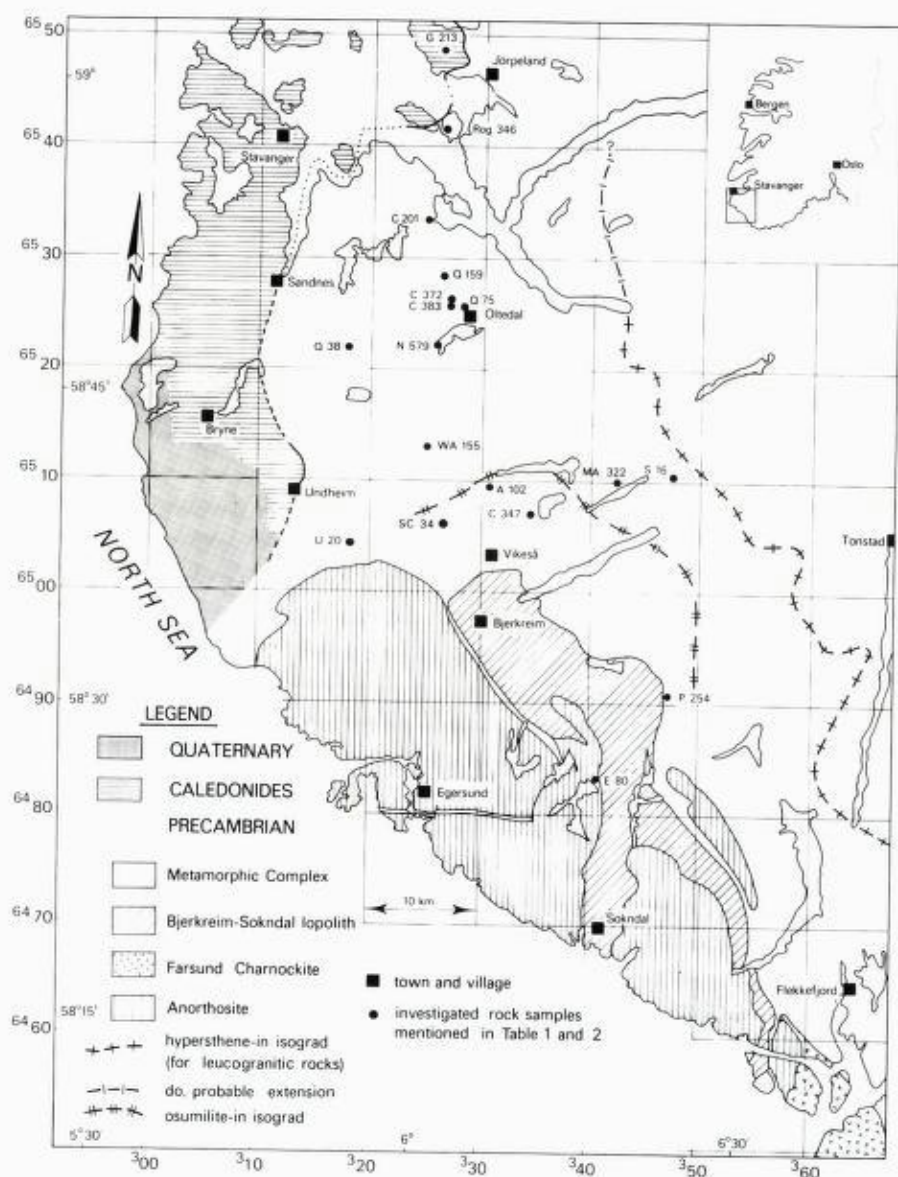 65 50
59°
65 40
65 30
65 20
58°45'
65 10
65 00
64 90
58°30'
64 80
64 70
58°15'
64 60
5°30'
3 00
3 10
3 20
6°
3 30
3 40
3 50
6°30'
3 60
N
NORTH SEA
G 213
Jörpeland
Rog 346
Stavanger
C 201
Q 159
Sandnes
C 372
C 383
Q 75
Oltedal
Q 38
N 579
Bryne
WA 155
Undheim
A 102
MA 322
S 16
SC 34
C 347
U 20
Vikeså
Tonstad
Bjerkreim
P 254
E 80
Egersund
10 km
Sokndal
Flekkefjord
?
Bergen
Oslo
Stavanger
LEGEND
QUATERNARY
CALEDONIDES
PRECAMBRIAN
Metamorphic Complex
Bjerkreim-Sokndal lopolith
Farsund Charnockite
Anorthosite
hypersthene-in isograd
(for leucogranitic rocks)
do. probable extension
osumilite-in isograd
town and village
investigated rock samples
mentioned in Table 1 and 2